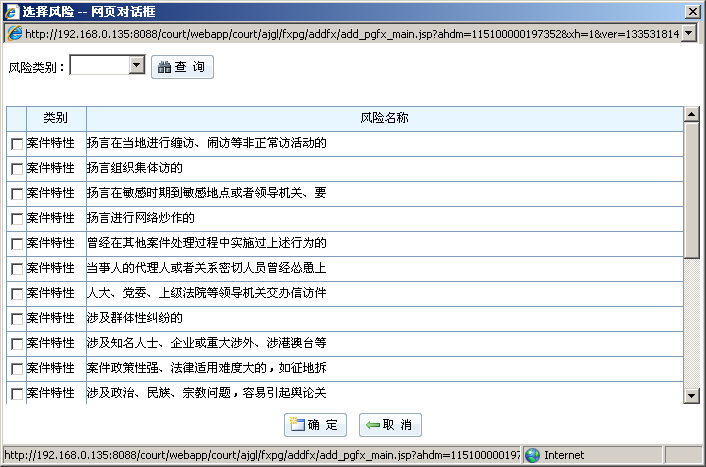 选择风险 -- 网页对话框
http://192.168.0.135:8088/court/webapp/court/ajgl/fxpg/addfx/add_pgfx_main.jsp?ahdm=115100000197352&xh=1&ver=133531814
风险类别： 查 询
类别 风险名称
案件特性 扬言在当地进行缠访、闹访等非正常访活动的
案件特性 扬言组织集体访的
案件特性 扬言在敏感时期到敏感地点或者领导机关、要
案件特性 扬言进行网络炒作的
案件特性 曾经在其他案件处理过程中实施过上述行为的
案件特性 当事人的代理人或者关系密切人员曾经怂恿上
案件特性 人大、党委、上级法院等领导机关交办信访件
案件特性 涉及群体性纠纷的
案件特性 涉及知名人士、企业或重大涉外、涉港澳台等
案件特性 案件政策性强、法律适用难度大的，如征地拆
案件特性 涉及政治、民族、宗教问题，容易引起舆论关
确 定 取 消
http://192.168.0.135:8088/court/webapp/court/ajgl/fxpg/addfx/add_pgfx_main.jsp?ahdm=115100000197 Internet